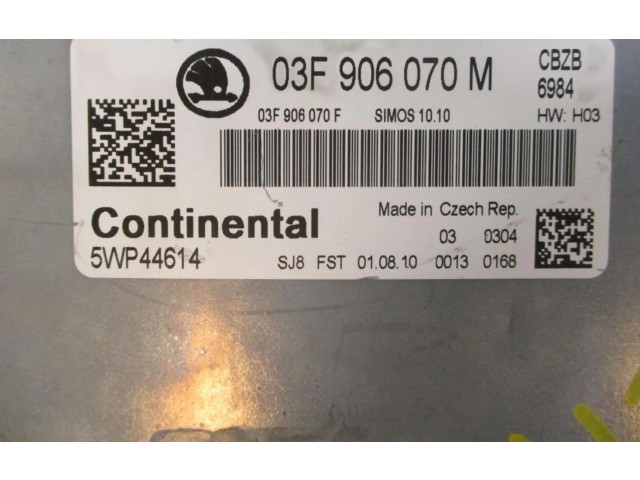 03F 906 070 M
CBZB
6984
03F 906 070 F SIMOS 10.10 HW: H03
Continental
Made in Czech Rep.
03 0304
5WP44614
SJ8 FST 01.08.10 0013 0168